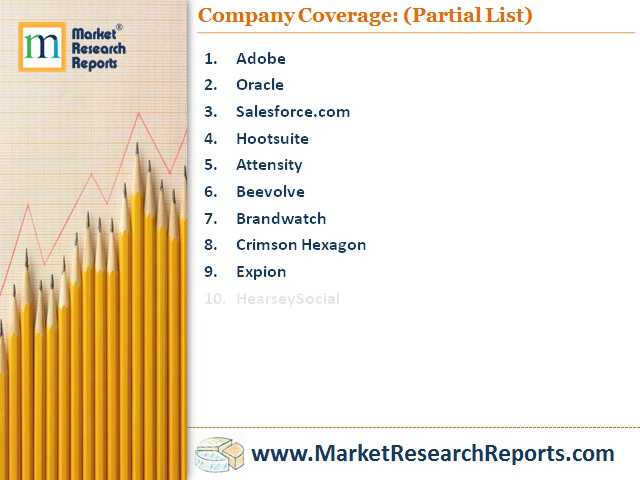 Company Coverage: (Partial List)
m
Market®
Research
Reports
1. Adobe
2. Oracle
3. Salesforce.com
4. Hootsuite
5. Attensity
6. Beevolve
7. Brandwatch
8. Crimson Hexagon
9. Expion
10. HearseySocial
www.MarketResearchReports.com